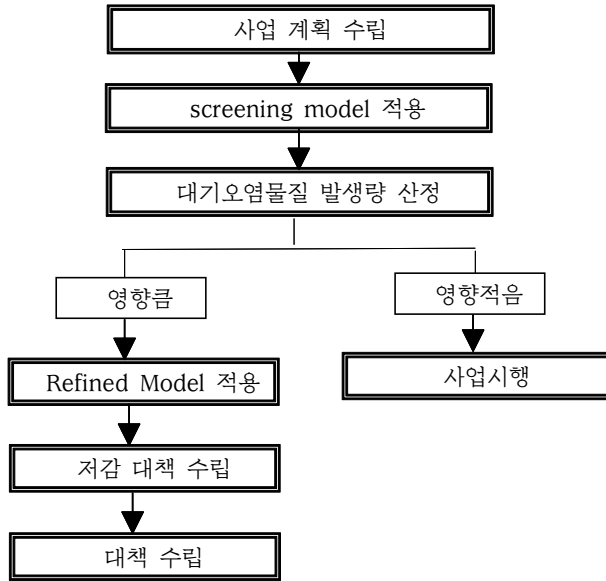 사업 계획 수립
screening model 적용
대기오염물질 발생량 산정
영향큼
영향적음
Refined Model 적용
사업시행
저감 대책 수립
대책 수립